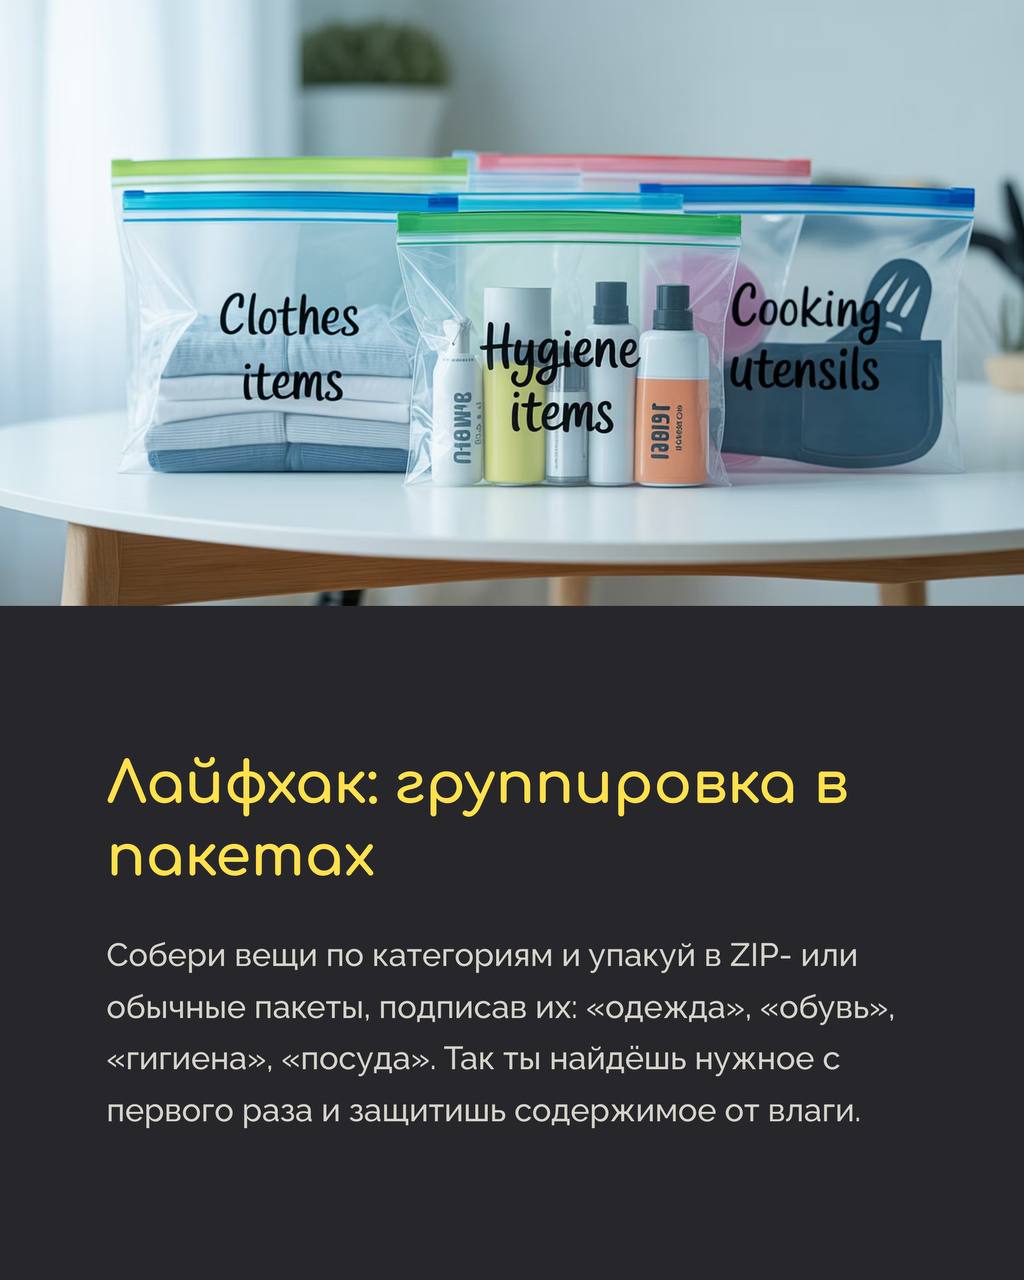 Clothes
items
Hygiene
items
Cooking
utensils
Лайфхак: группировка в
пакетах
Собери вещи по категориям и упакуй в ZIP- или
обычные пакеты, подписав их: «одежда», «обувь»,
«гигиена», «посуда». Так ты найдёшь нужное с
первого раза и защитишь содержимое от влаги.